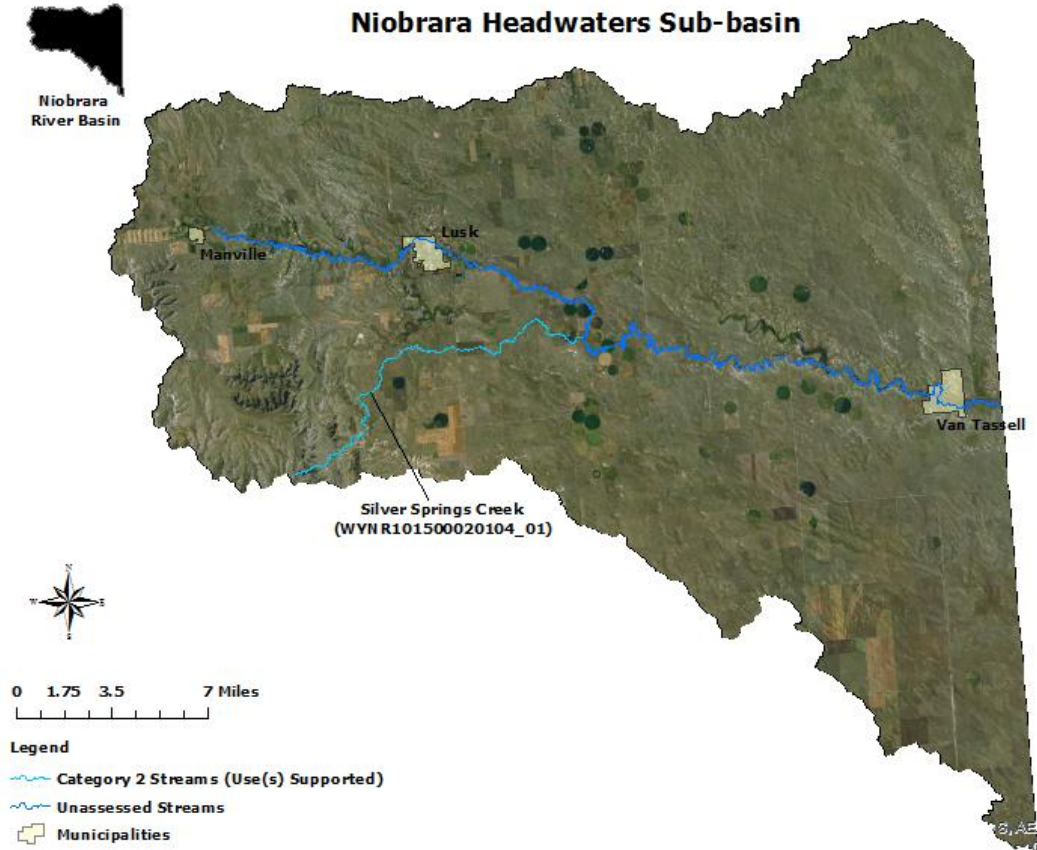 Niobrara Headwaters Sub-basin
Niobrara
River Basin
Lusk
Manville
Van Tassell
Silver Springs Creek
(WYNR101500020104_01)
N
W
E
S
0 1.75 3.5 7 Miles
Legend
Category 2 Streams (Use(s) Supported)
Unassessed Streams
Municipalities